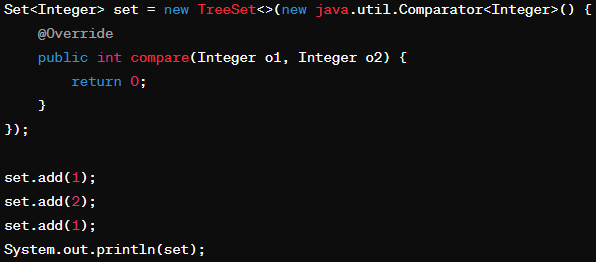 Set<Integer> set = new TreeSet<>(new java.util.Comparator<Integer>() {
    @Override
    public int compare(Integer o1, Integer o2) {
        return 0;
    }
});

set.add(1);
set.add(2);
set.add(1);
System.out.println(set);